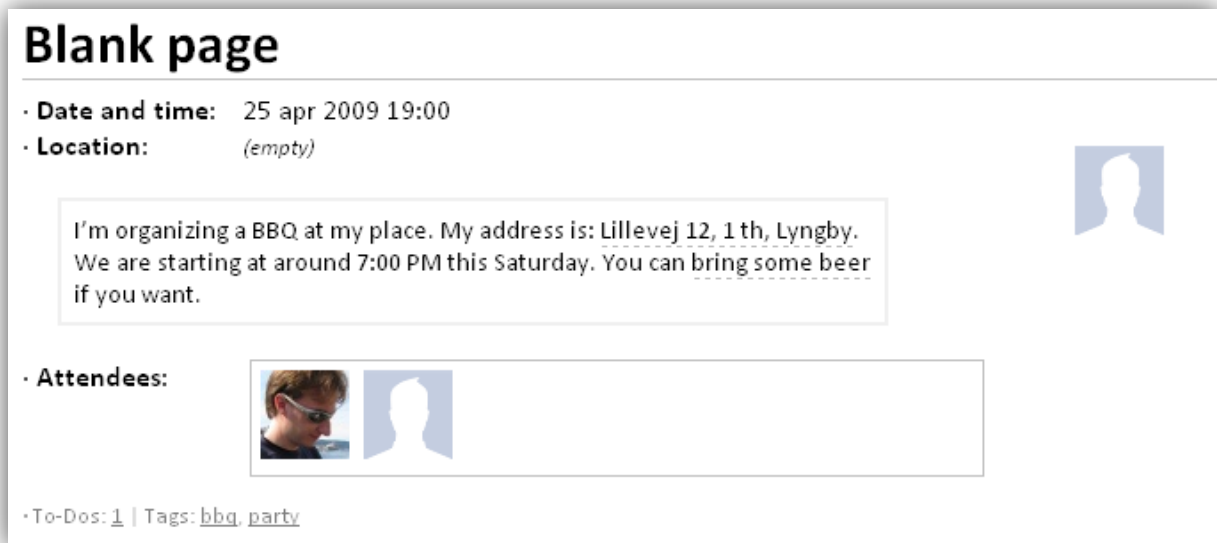 Blank page
· Date and time: 25 apr 2009 19:00
· Location: (empty)
I'm organizing a BBQ at my place. My address is: Lillevej 12, 1 th, Lyngby.
We are starting at around 7:00 PM this Saturday. You can bring some beer
if you want.
· Attendees:
· To-Dos: 1 | Tags: bbq, party